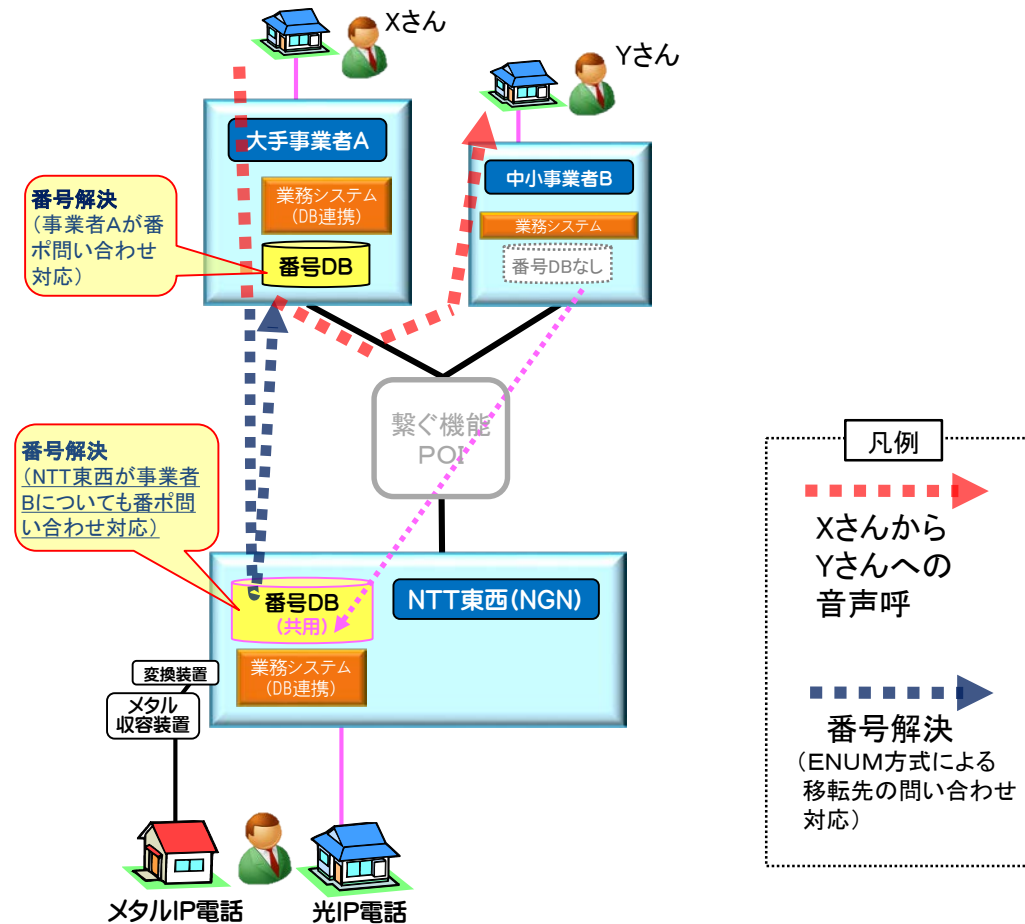 Xさん
Yさん
大手事業者A
業務システム
(DB連携)
番号DB
番号解決
(事業者Aが番
ポ問い合わせ
対応)
中小事業者B
業務システム
番号DBなし
繋ぐ機能
POI
番号解決
(NTT東西が事業者
Bについても番ポ問
い合わせ対応)
番号DB
(共用)
NTT東西(NGN)
業務システム
(DB連携)
変換装置
メタル
収容装置
メタルIP電話
光IP電話
凡例
Xさんから
Yさんへの
音声呼
番号解決
(ENUM方式による
移転先の問い合わせ
対応)